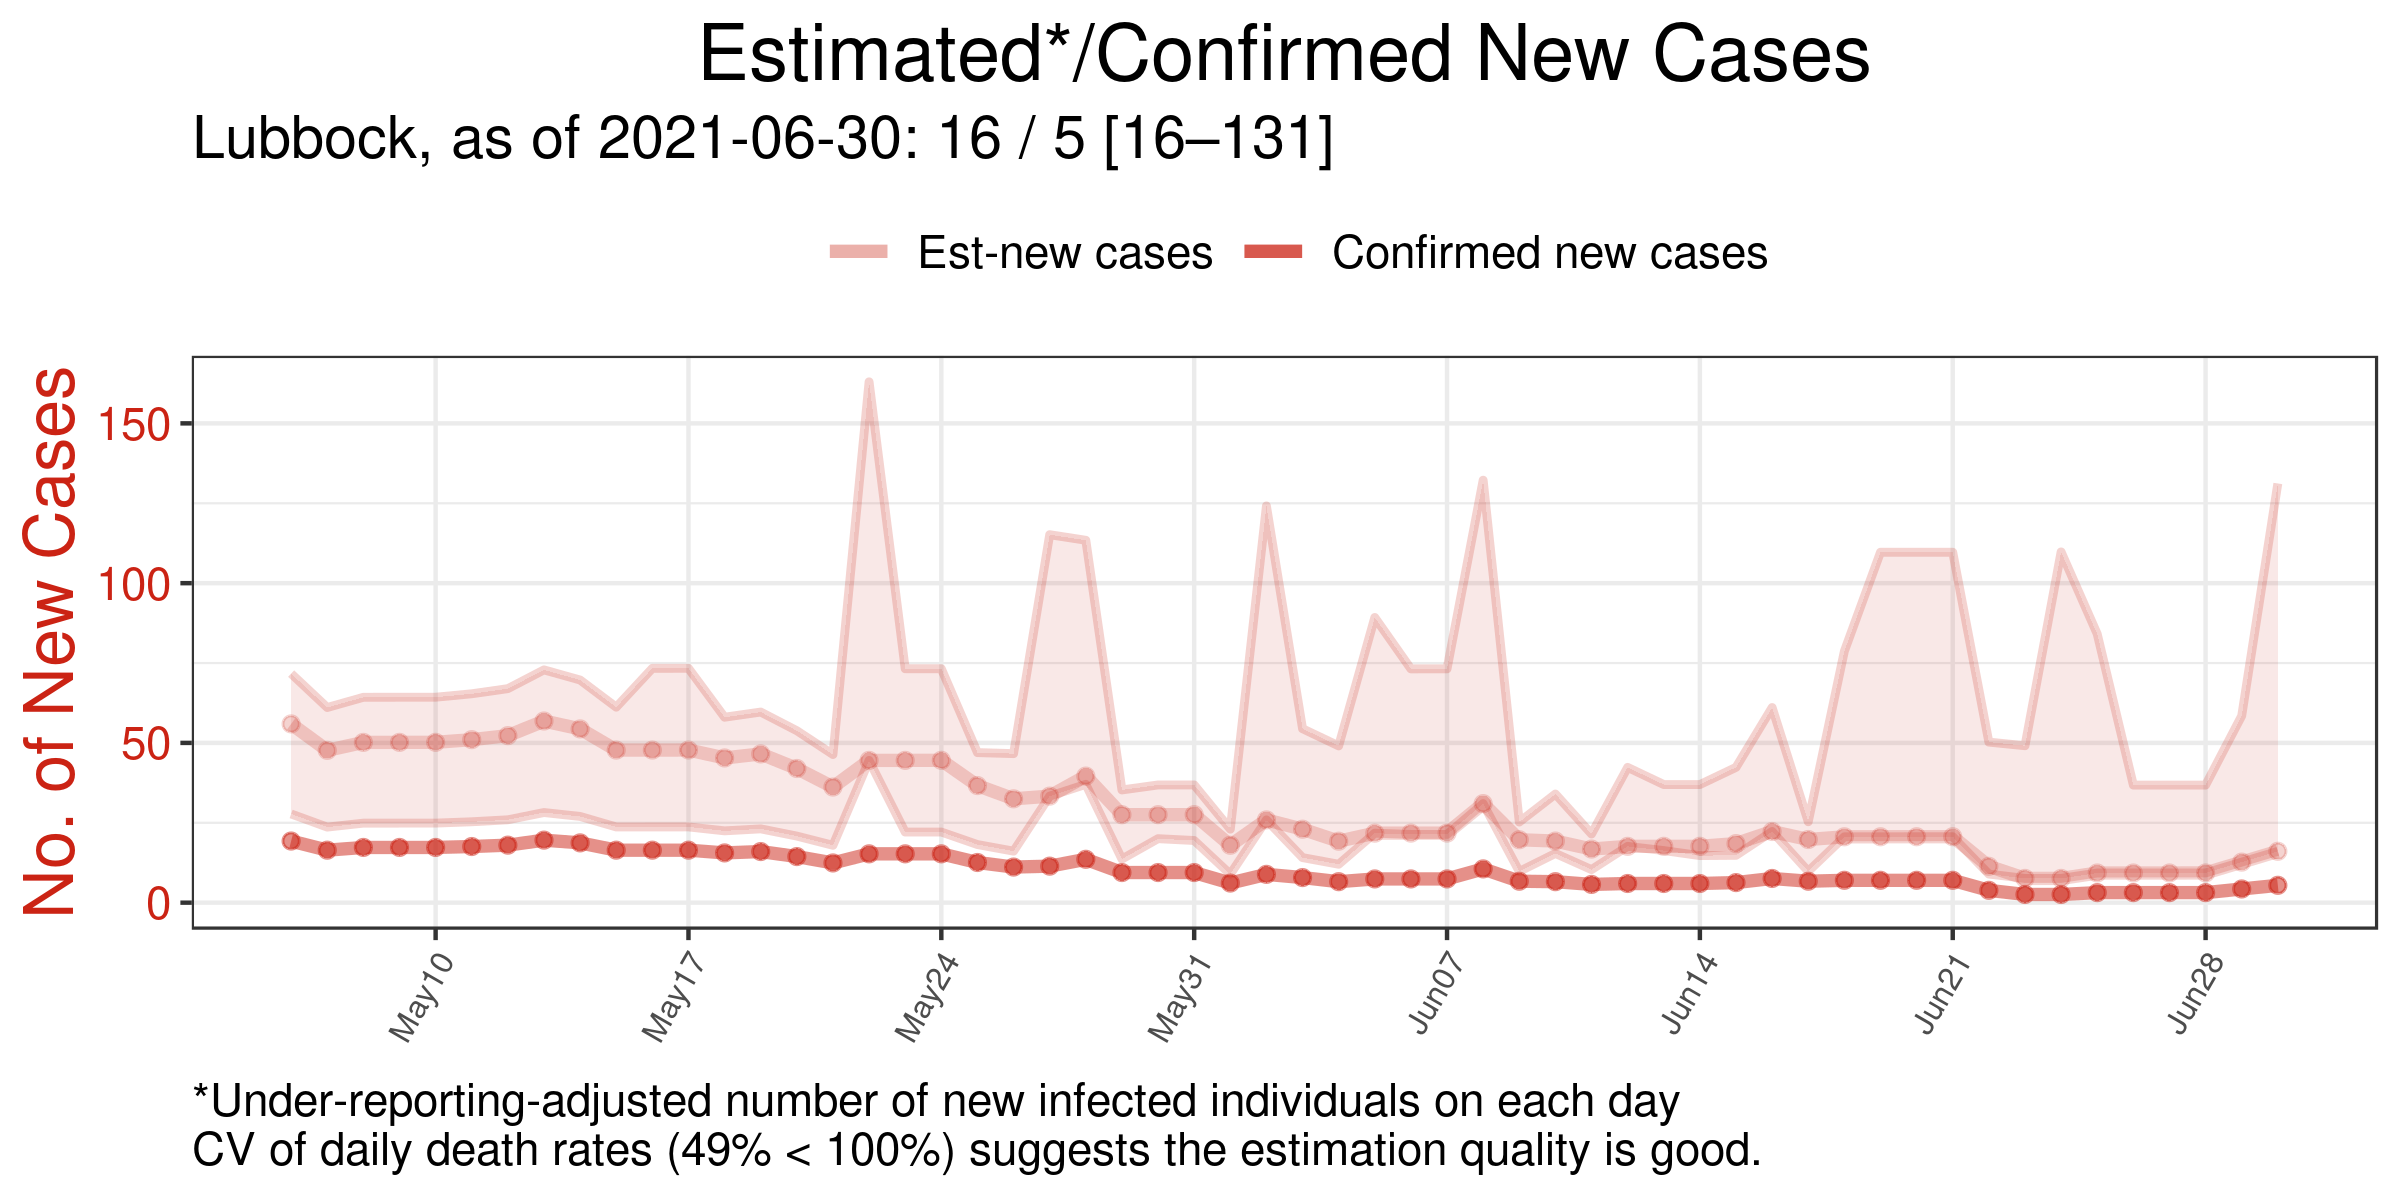 Estimated*/Confirmed New Cases
Lubbock, as of 2021-06-30: 16 / 5 [16–131]
Est-new cases Confirmed new cases
No. of New Cases
150
100
50
0
May10 May17 May24 May31 Jun07 Jun14 Jun21 Jun28
*Under-reporting-adjusted number of new infected individuals on each day
CV of daily death rates (49% < 100%) suggests the estimation quality is good.